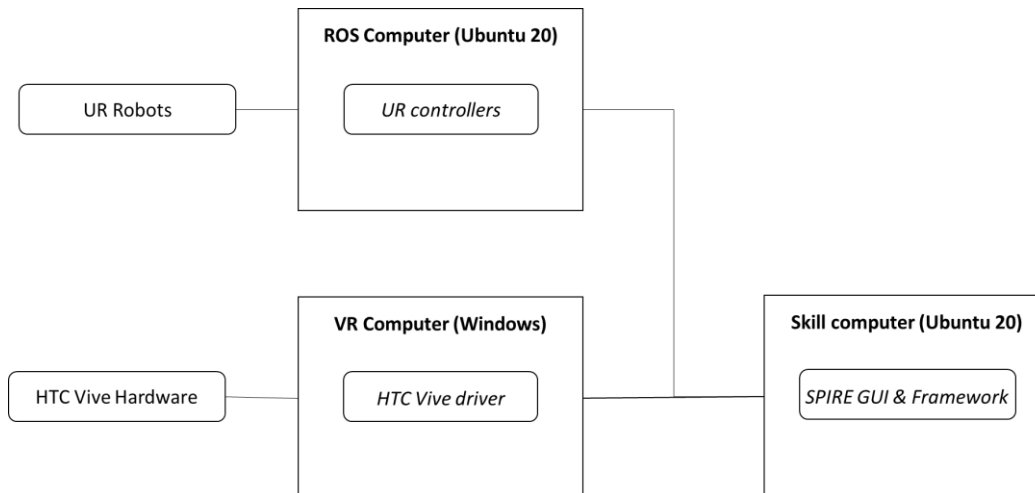 ROS Computer (Ubuntu 20)
UR Robots
UR controllers
VR Computer (Windows)
HTC Vive Hardware
HTC Vive driver
Skill computer (Ubuntu 20)
SPIRE GUI & Framework